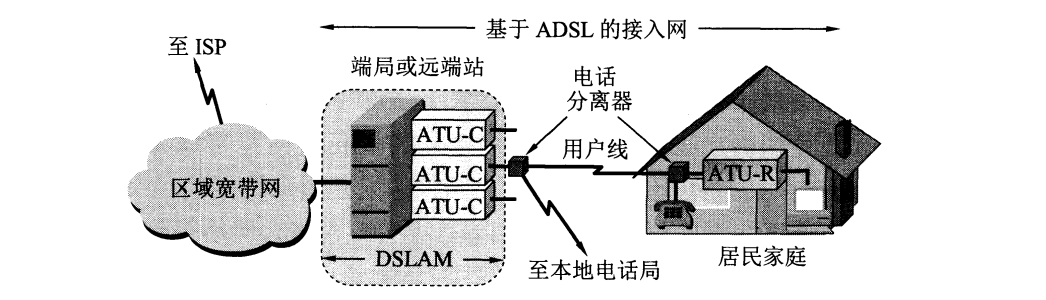 基于 ADSL 的接入网
至 ISP
端局或远端站
电话
分离器
ATU-C
用户线
区域宽带网
ATU-C
ATU-R
ATU-C
DSLAM
至本地电话局
居民家庭